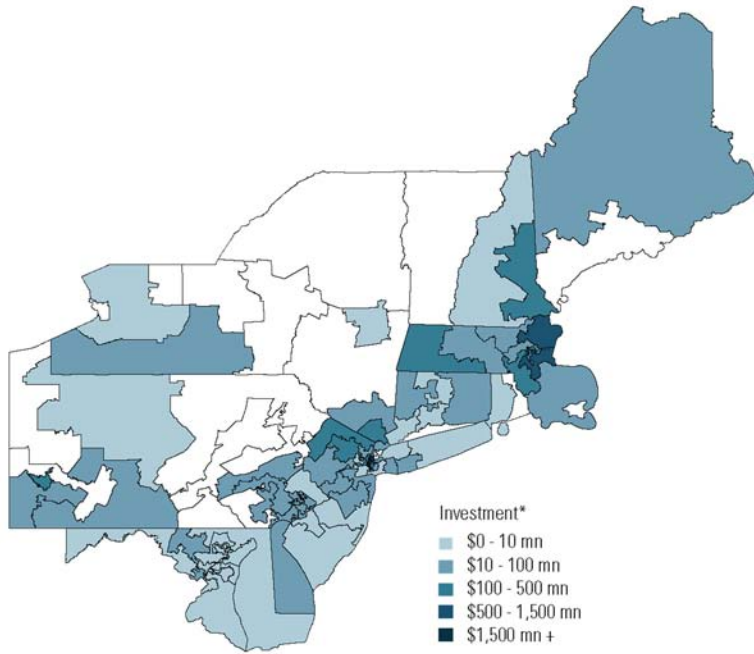 Investment*
$0 - 10 mn
$10 - 100 mn
$100 - 500 mn
$500 - 1,500 mn
$1,500 mn +